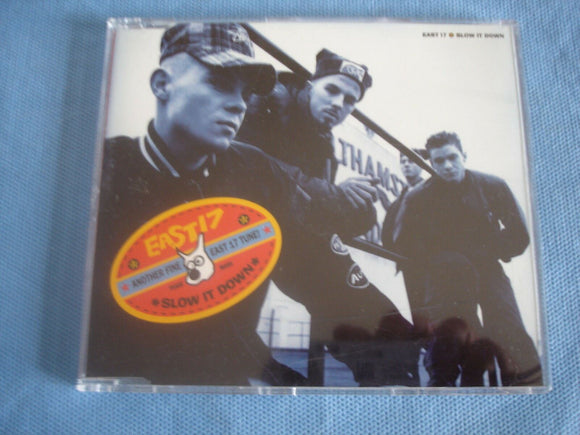 EAST 17 SLOW IT DOWN
THAMST
EAST 17
ANOTHER FINE EAST 17 TUNE!
*SLOW IT DOWN*